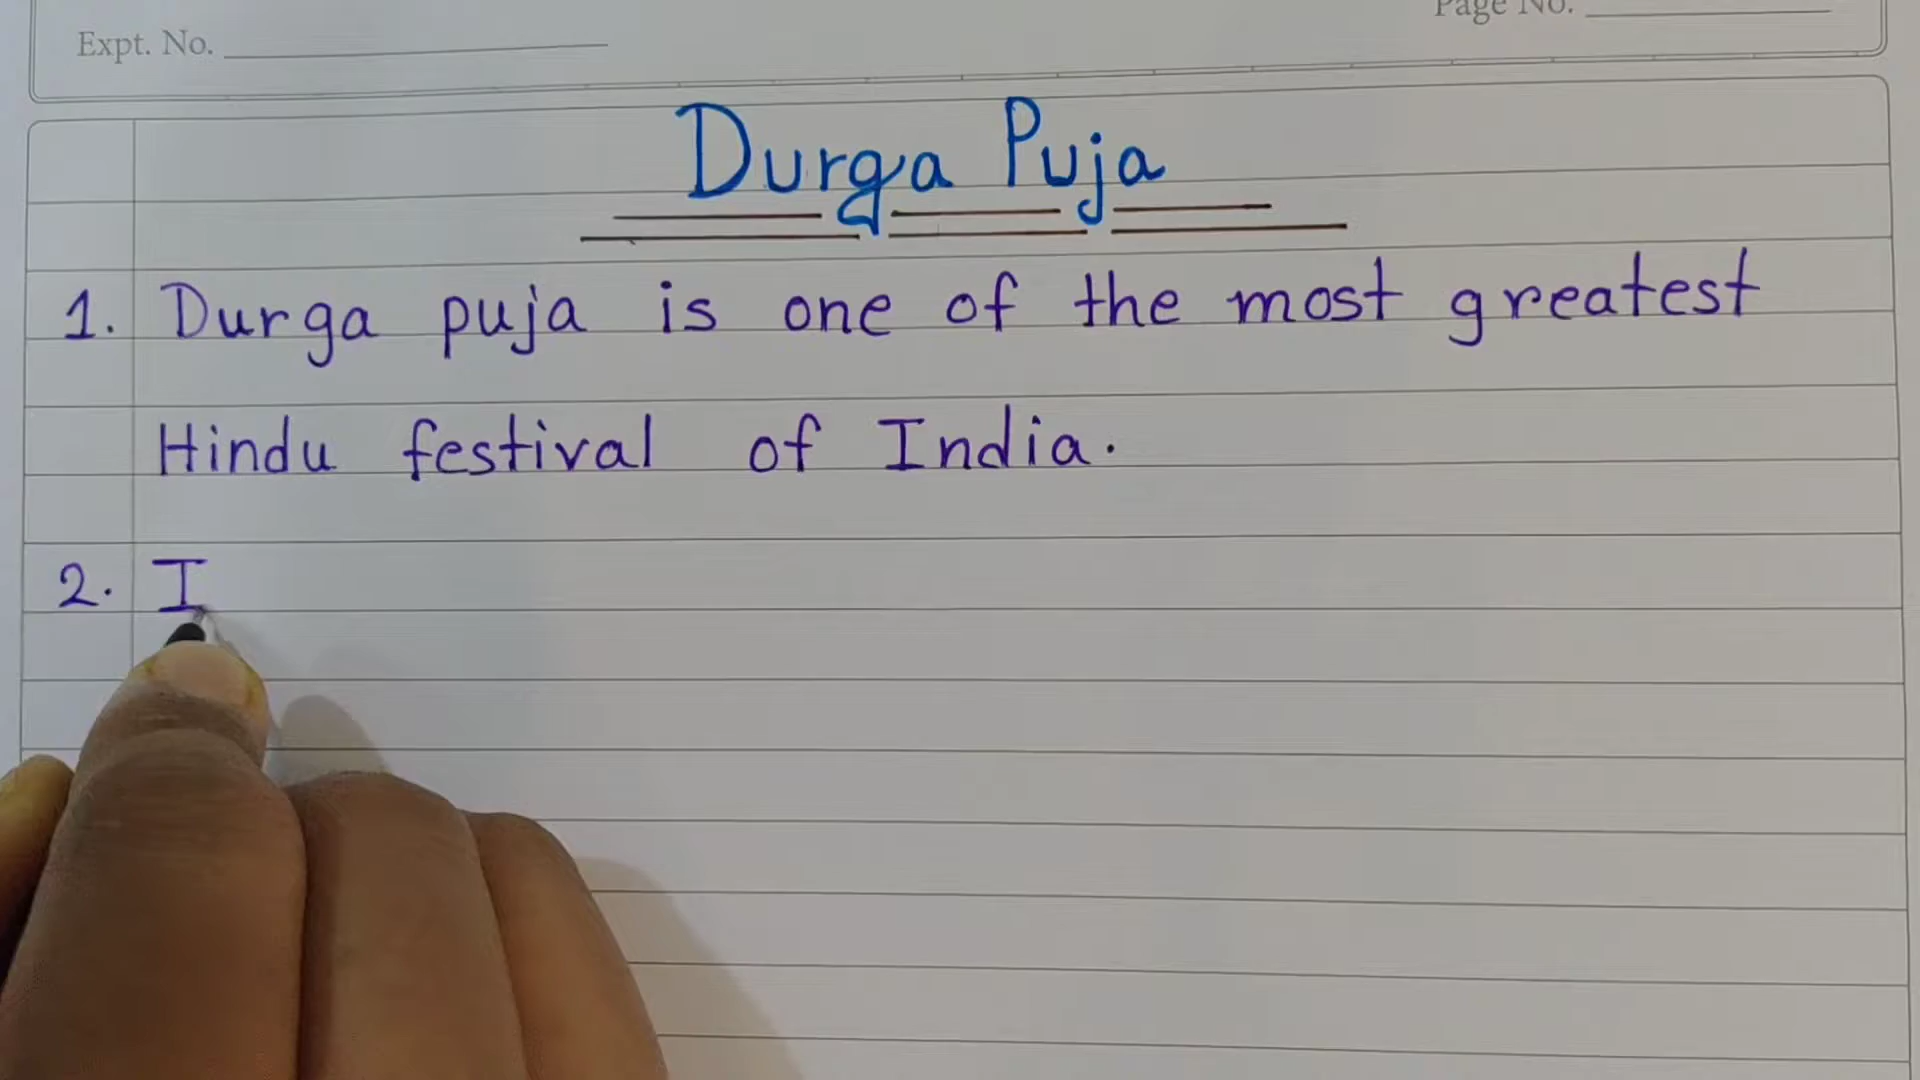 Page No.
Expt. No.
Durga Puja
1. Durga puja is one of the most greatest
Hindu festival of India.
2. I